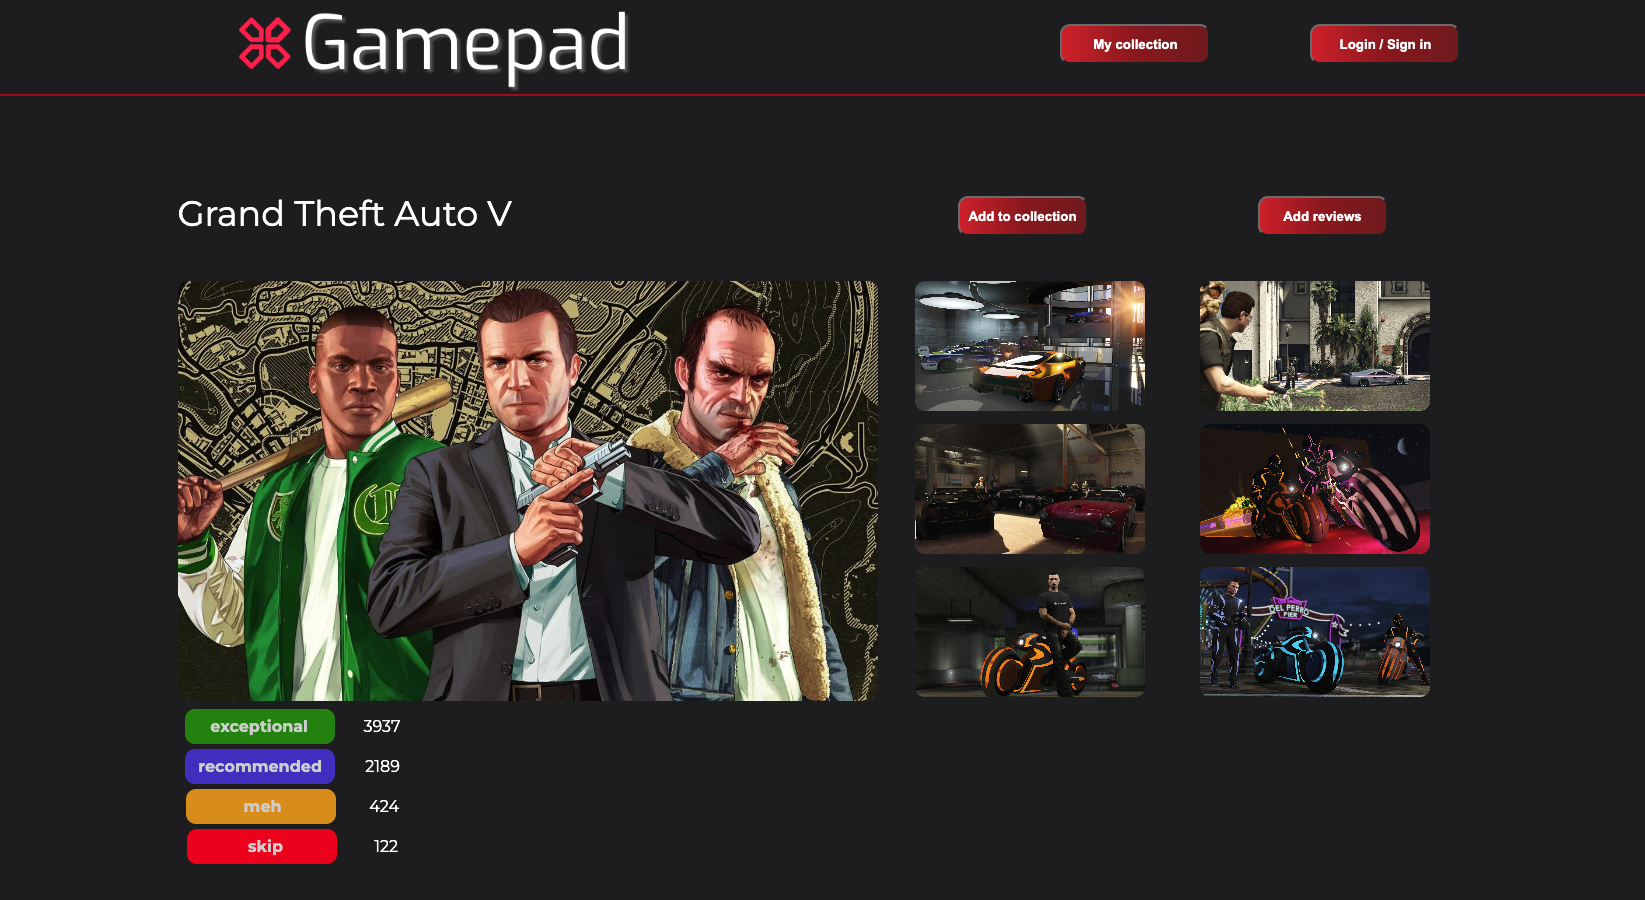 Gamepad
My collection
Login / Sign in
Grand Theft Auto V
Add to collection
Add reviews
DEL PERRO
PIER
exceptional 3937
recommended 2189
meh 424
skip 122